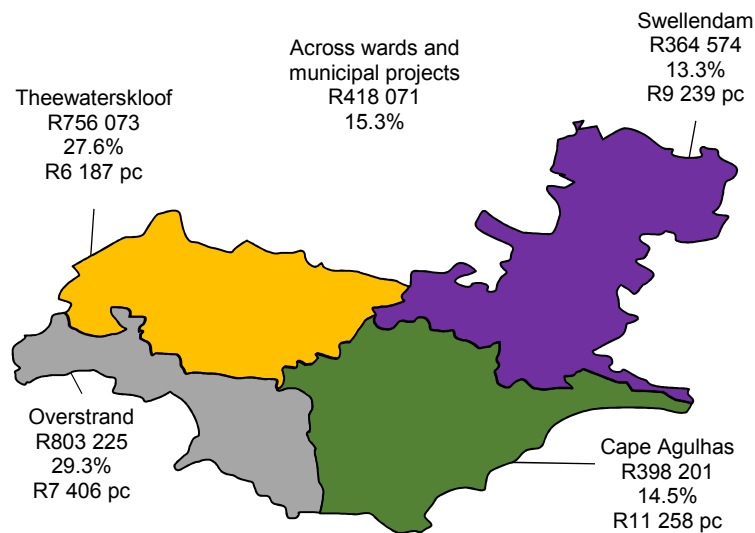 Swellendam
R364 574
13.3%
R9 239 pc
Across wards and
municipal projects
R418 071
15.3%
Theewaterskloof
R756 073
27.6%
R6 187 pc
Overstrand
R803 225
29.3%
R7 406 pc
Cape Agulhas
R398 201
14.5%
R11 258 pc